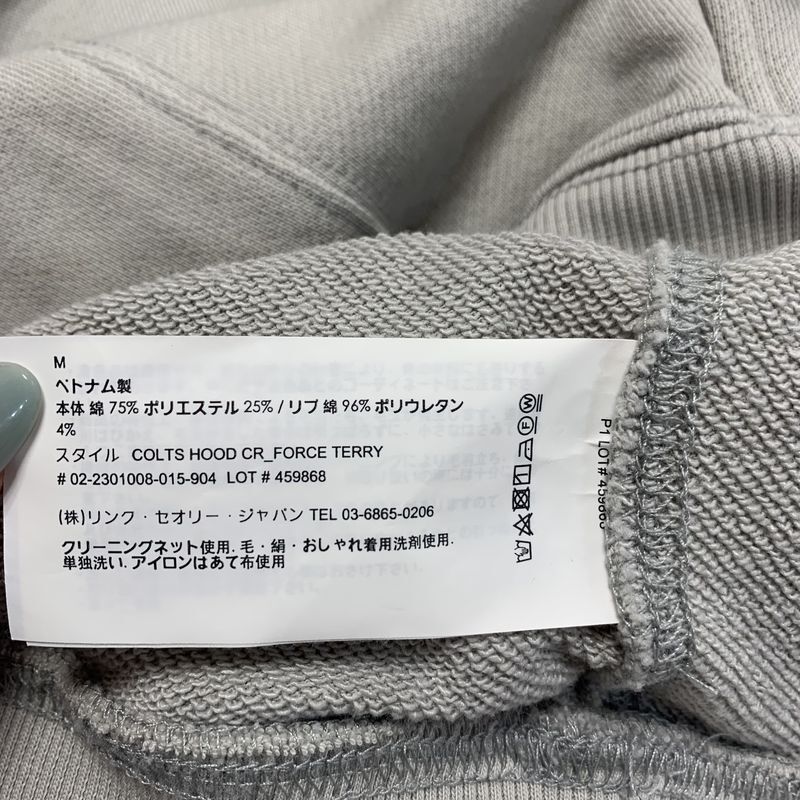 M
ベトナム製
本体 綿 75% ポリエステル 25% / リブ 綿 96% ポリウレタン
4%
スタイル COLTS HOOD CR_FORCE TERRY
# 02-2301008-015-904 LOT # 459868
(株)リンク・セオリー・ジャパン TEL 03-6865-0206
クリーニングネット使用. 毛・絹・おしゃれ着用洗剤使用.
単独洗い. アイロンはあて布使用
P1 LOT #